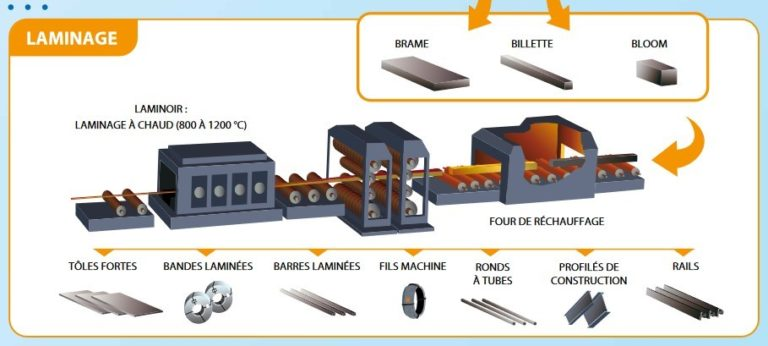 LAMINAGE
BRAME
BILLETTE
BLOOM
LAMINOIR :
LAMINAGE À CHAUD (800 À 1200 °C)
FOUR DE RÉCHAUFFAGE
TÔLES FORTES
BANDES LAMINÉES
BARRES LAMINÉES
FILS MACHINE
RONDS
À TUBES
PROFILÉS DE
CONSTRUCTION
RAILS